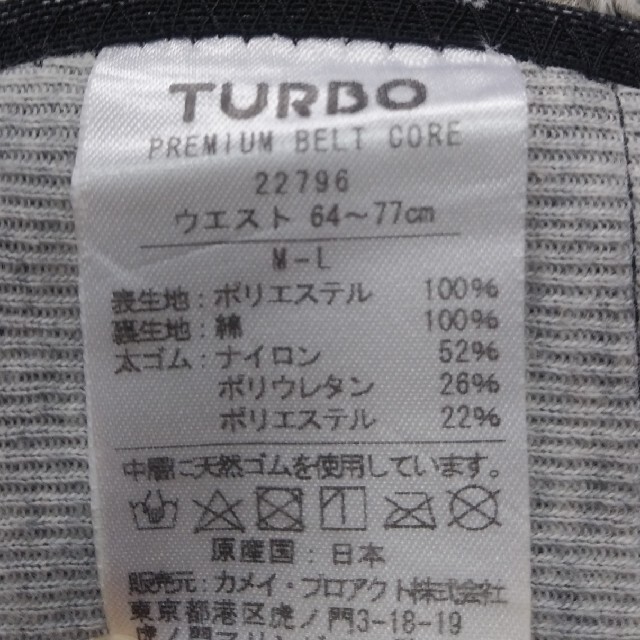 TURBO
PREMIUM BELT CORE
22796
ウエスト 64～77cm
M-L
表生地：ポリエステル 100%
裏生地：綿 100%
太ゴム：ナイロン 52%
ポリウレタン 26%
ポリエステル 22%
中層に天然ゴムを使用しています。
原産国：日本
販売元：カメイ・プロアクト株式会社
東京都港区虎ノ門3-18-19